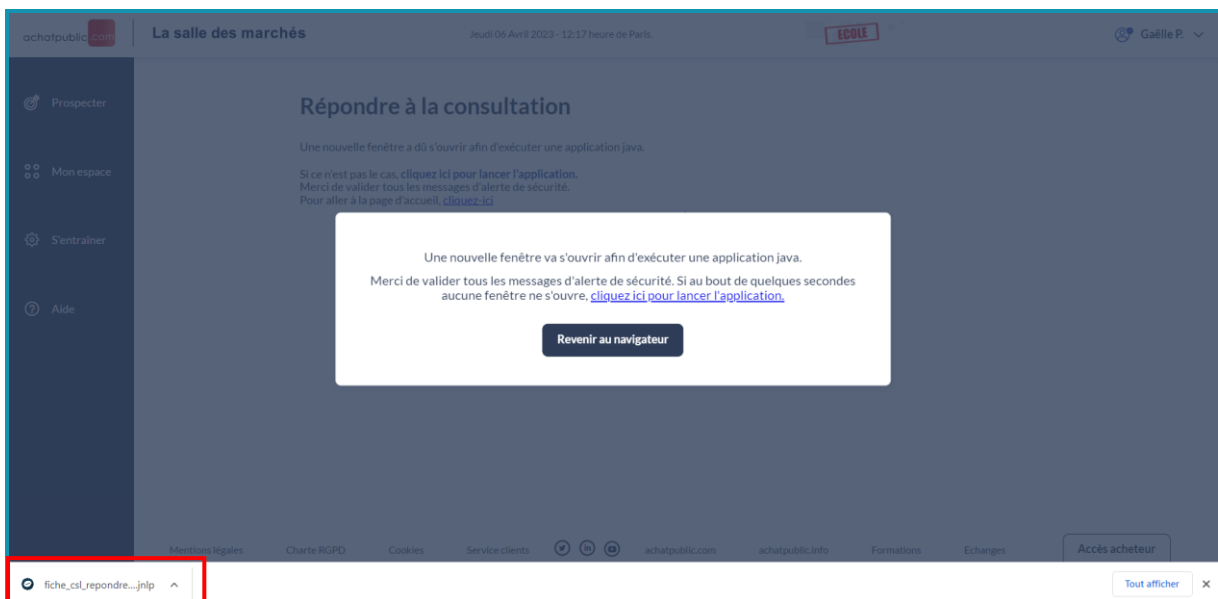 achatpublic.com
La salle des marchés
Jeudi 06 Avril 2023 - 12:17 heure de Paris.
ECOLE
Gaëlle P.
Prospecter
Mon espace
S'entraîner
Aide
Répondre à la consultation
Une nouvelle fenêtre a dû s'ouvrir afin d'exécuter une application java.
Si ce n'est pas le cas, cliquez ici pour lancer l'application.
Merci de valider tous les messages d'alerte de sécurité.
Pour aller à la page d'accueil, cliquez-ici
Une nouvelle fenêtre va s'ouvrir afin d'exécuter une application java.
Merci de valider tous les messages d'alerte de sécurité. Si au bout de quelques secondes
aucune fenêtre ne s'ouvre, cliquez ici pour lancer l'application.
Revenir au navigateur
Mentions légales Charte RGPD Cookies Service clients achatpublic.com achatpublic.info Formations Echanges Accès acheteur
fiche_csl_repondre....jnlp
Tout afficher